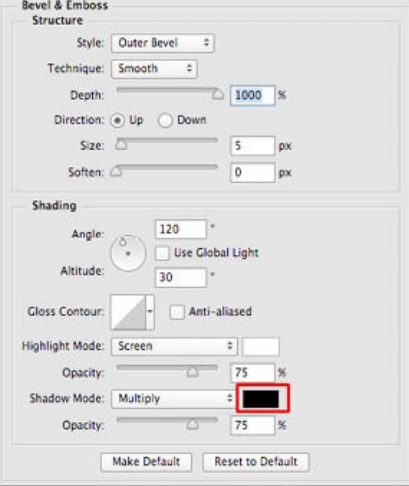 Bevel & Emboss
Structure
Style: Outer Bevel
Technique: Smooth
Depth: 1000 %
Direction: Up Down
Size: 5 px
Soften: 0 px
Shading
Angle: 120 °
Use Global Light
Altitude: 30 °
Gloss Contour: Anti-aliased
Highlight Mode: Screen
Opacity: 75 %
Shadow Mode: Multiply
Opacity: 75 %
Make Default Reset to Default